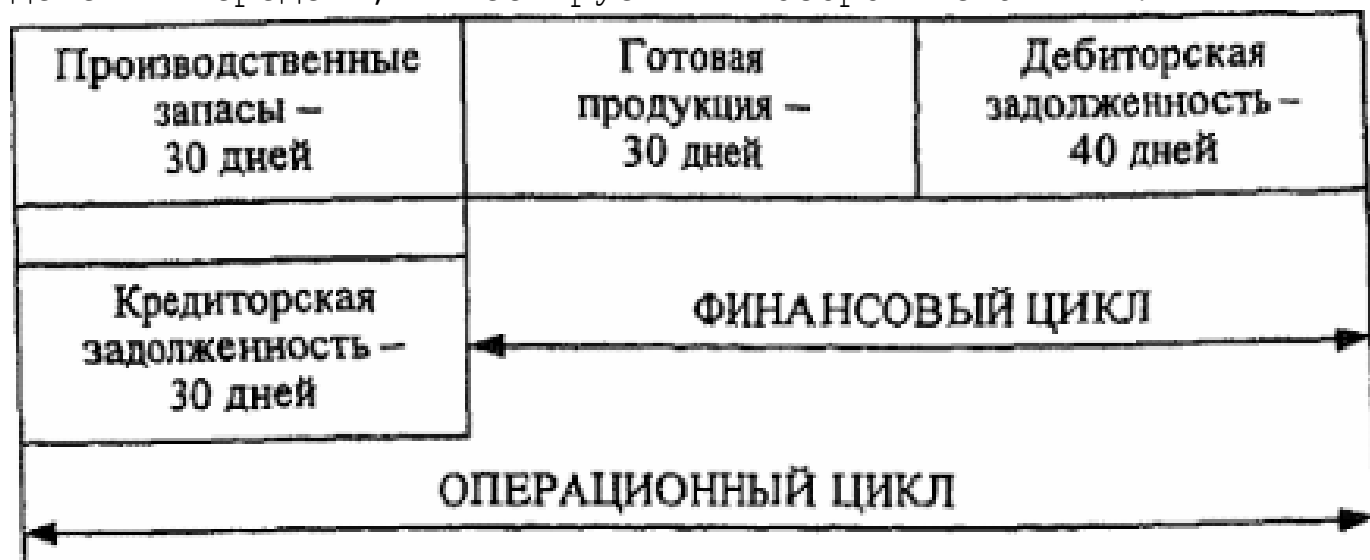 Производственные
запасы –
30 дней
Готовая
продукция –
30 дней
Дебиторская
задолженность –
40 дней
Кредиторская
задолженность –
30 дней
ФИНАНСОВЫЙ ЦИКЛ
ОПЕРАЦИОННЫЙ ЦИКЛ